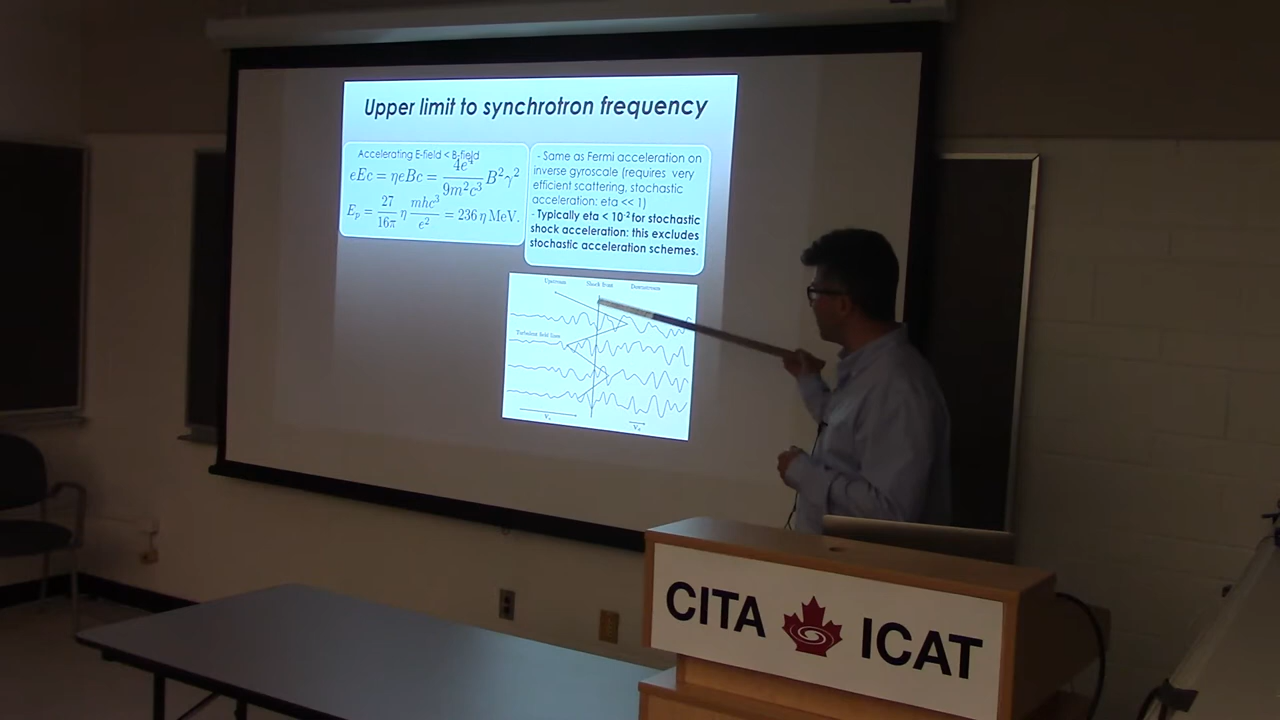 Upper limit to synchrotron frequency
Accelerating E-field < B-field
eEc = ηeBc = 4e⁴/9m²c³ B²γ²
E_p = 27/16π η mhc³/e² = 236 η MeV.
- Same as Fermi acceleration on
inverse gyroscale (requires very
efficient scattering, stochastic
acceleration: eta << 1)
- Typically eta < 10⁻² for stochastic
shock acceleration: this excludes
stochastic acceleration schemes.
Upstream Shock front Downstream
Turbulent field lines
CITA ICAT